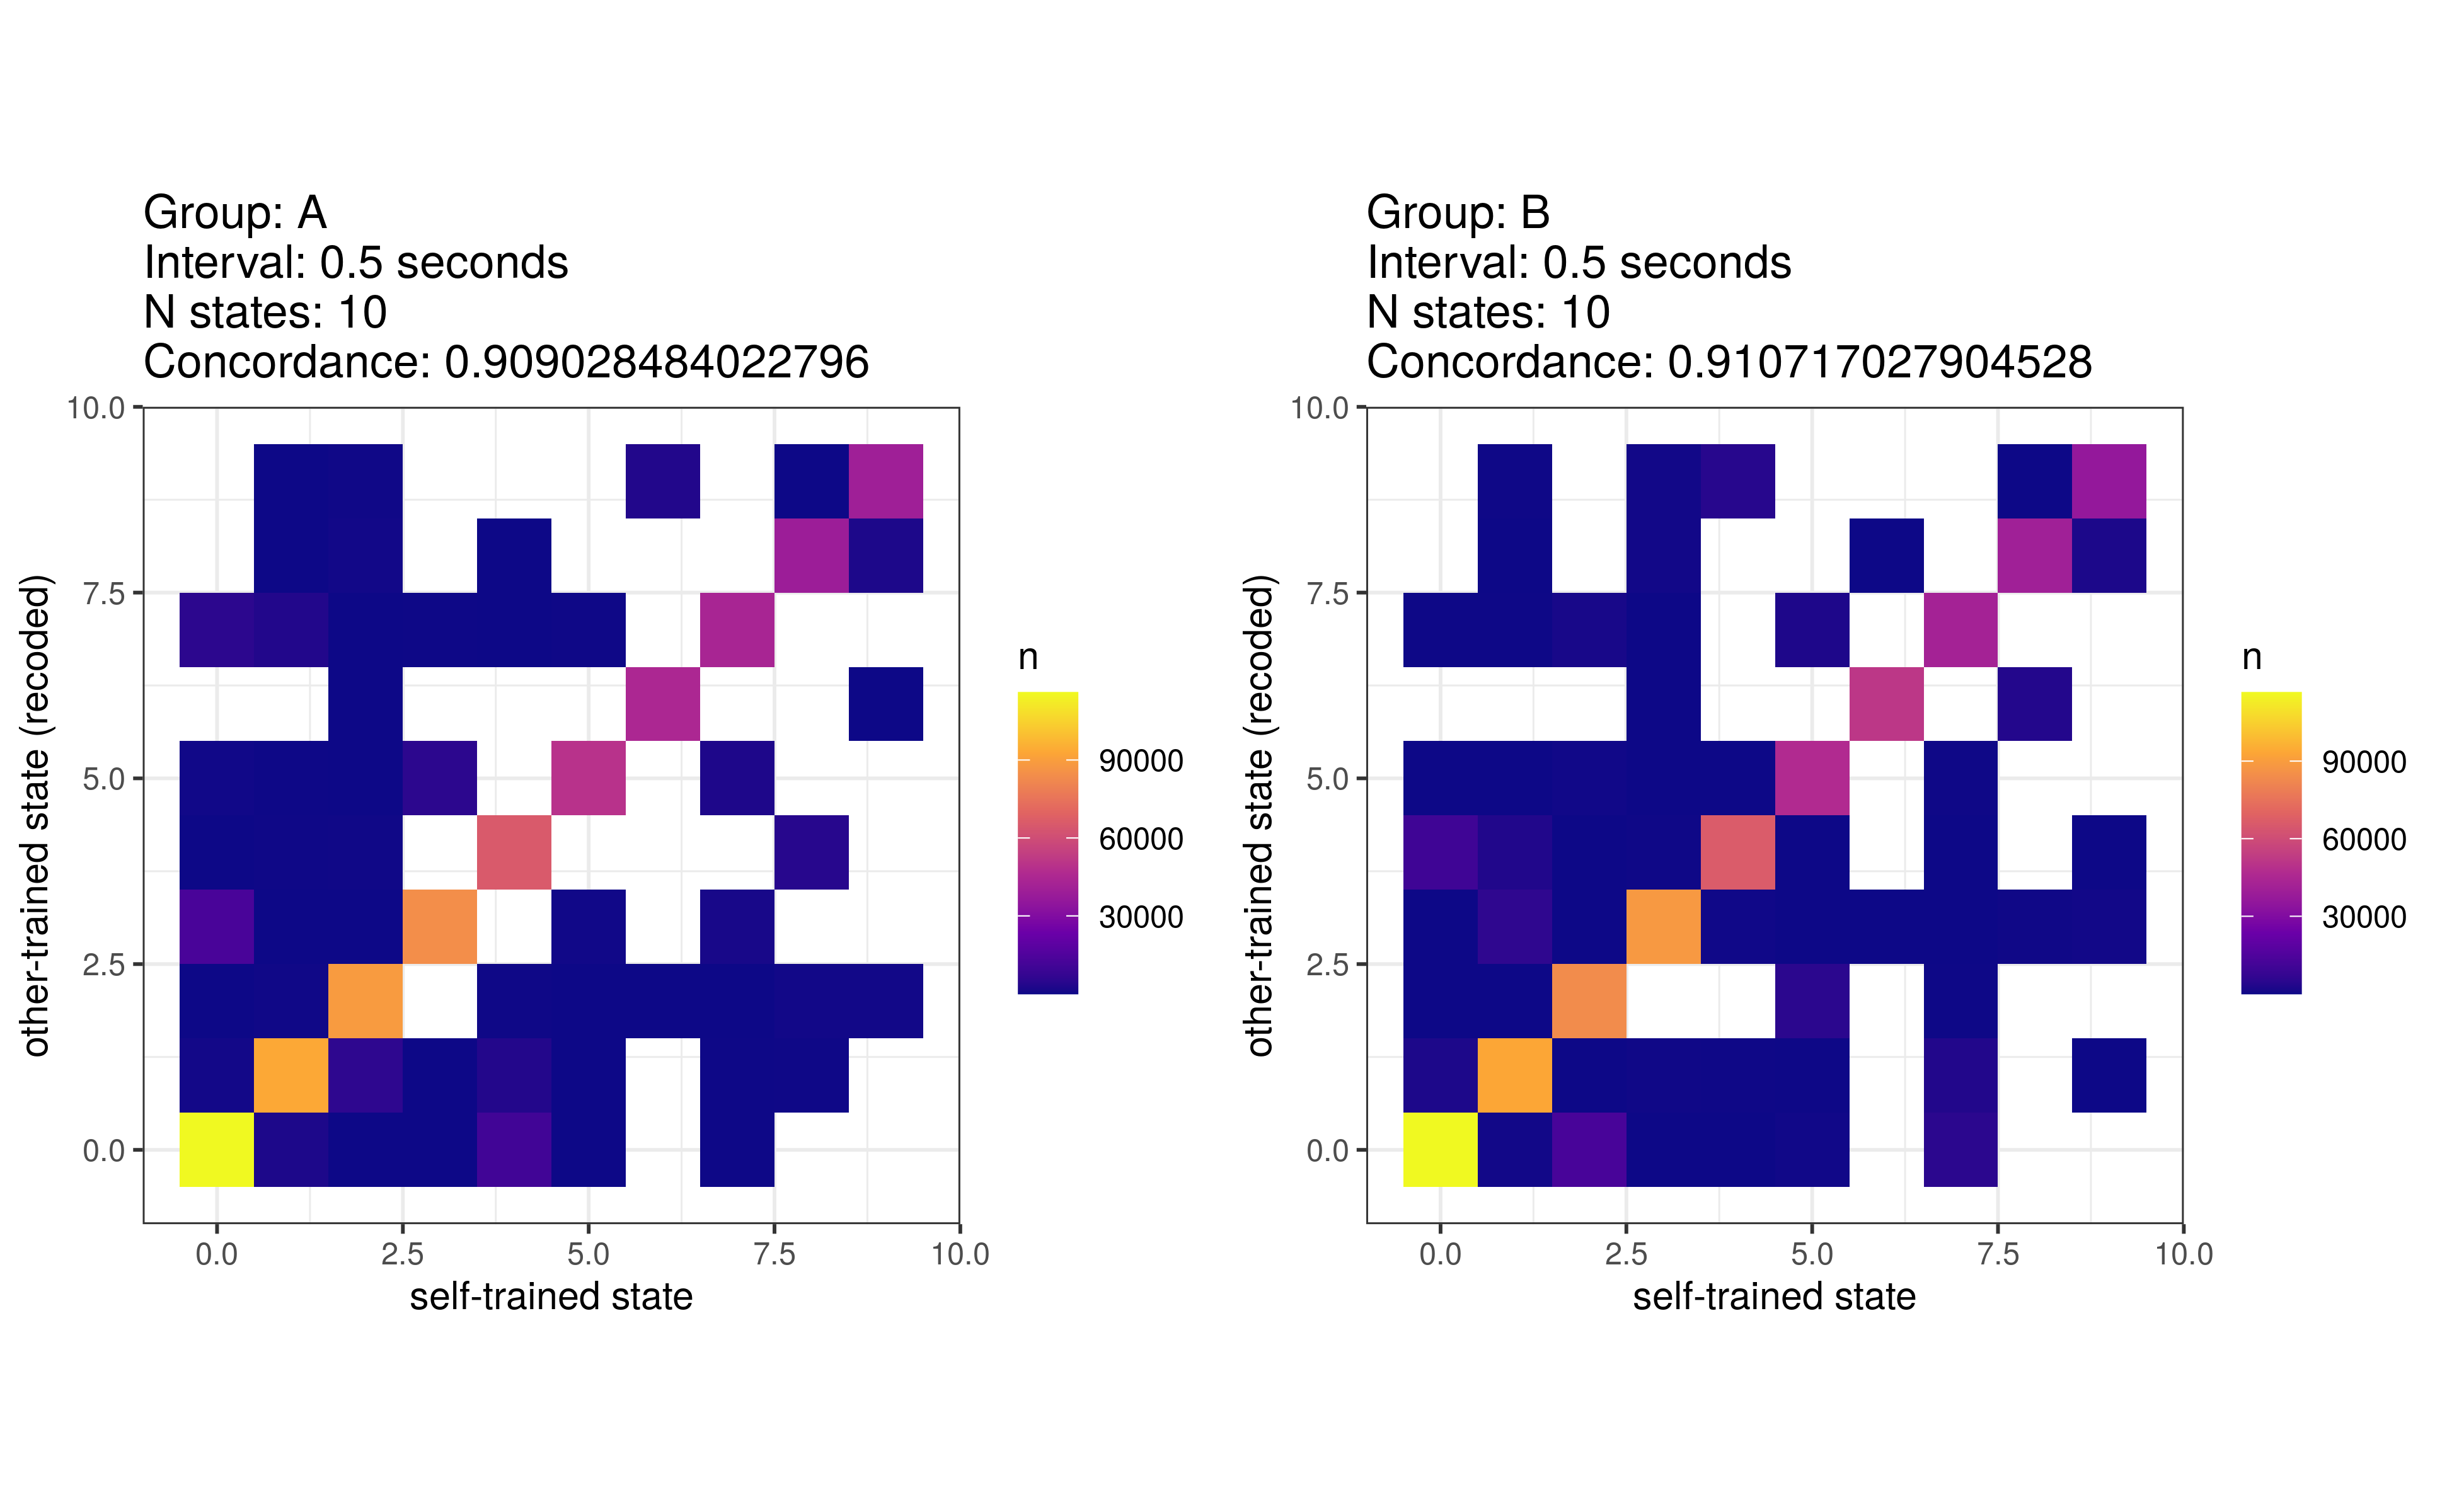 Group: A
Interval: 0.5 seconds
N states: 10
Concordance: 0.909028484022796
10.0
7.5
5.0
2.5
0.0
other-trained state (recoded)
0.0 2.5 5.0 7.5 10.0
self-trained state
n
90000
60000
30000
Group: B
Interval: 0.5 seconds
N states: 10
Concordance: 0.910717027904528
10.0
7.5
5.0
2.5
0.0
other-trained state (recoded)
0.0 2.5 5.0 7.5 10.0
self-trained state
n
90000
60000
30000